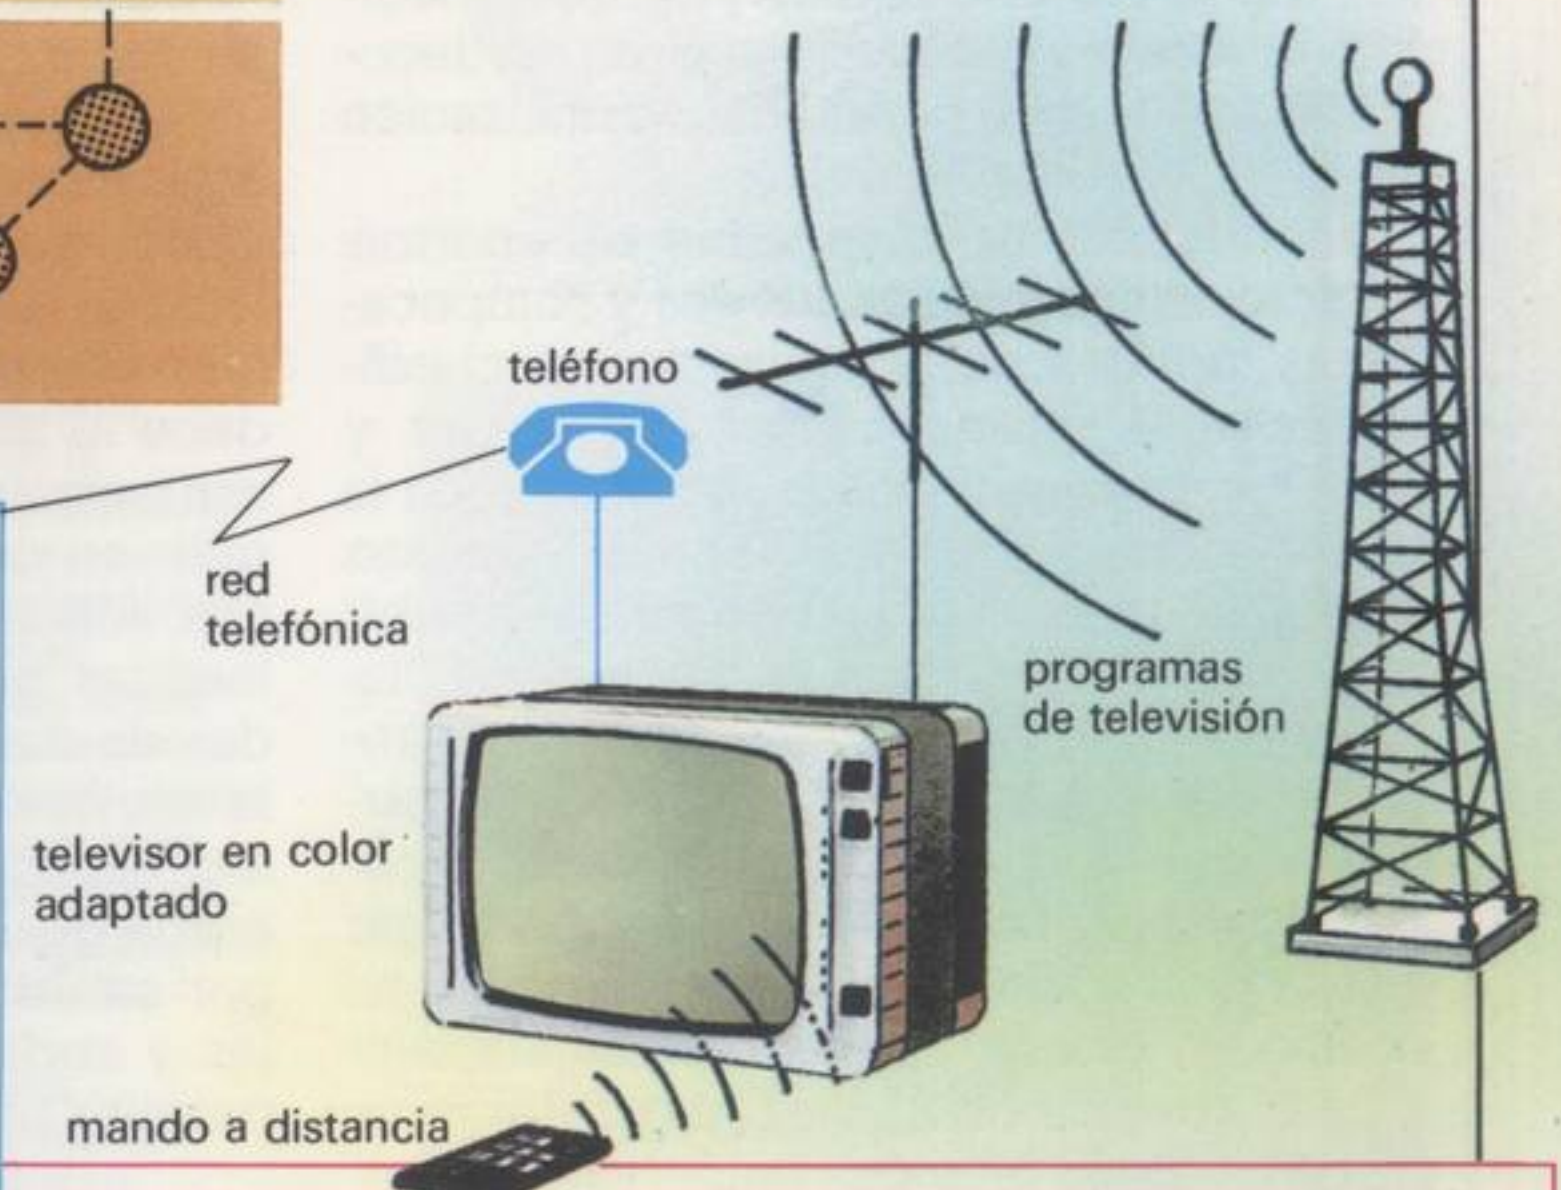 teléfono
red
telefónica
programas
de televisión
televisor en color
adaptado
mando a distancia